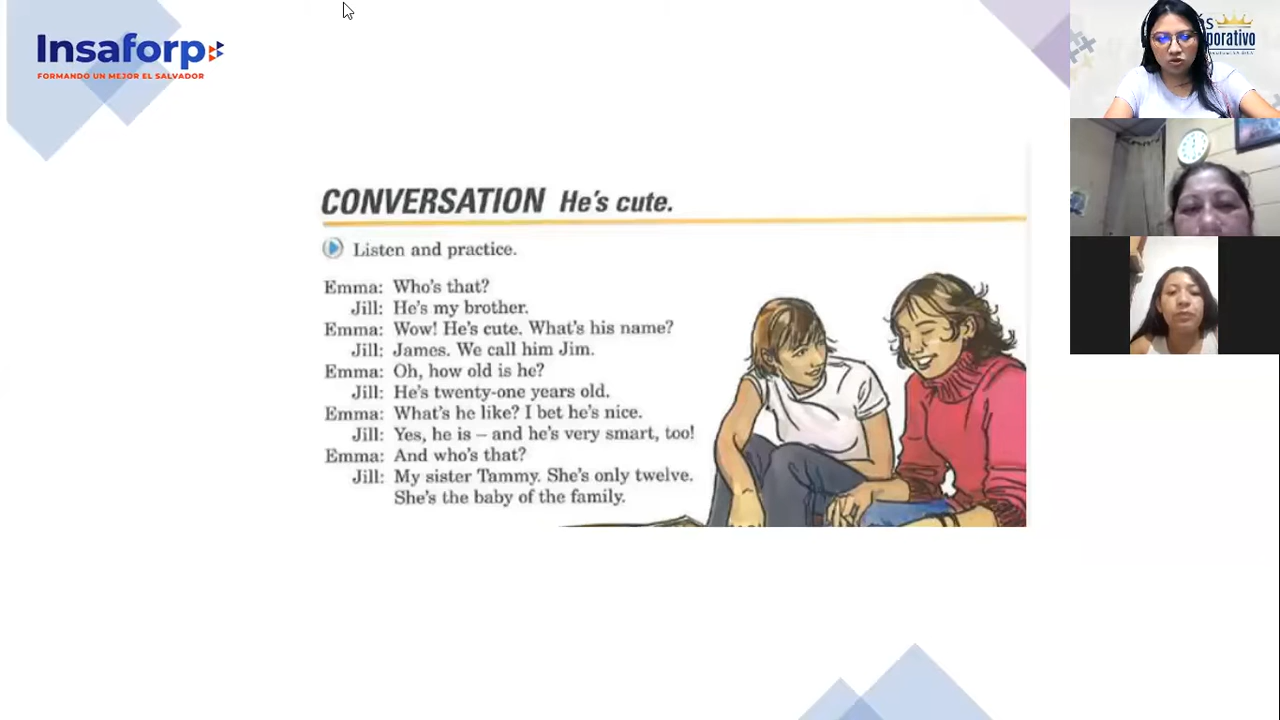 Insaforp
FORMANDO UN MEJOR EL SALVADOR
CONVERSATION He's cute.
Listen and practice.
Emma: Who's that?
Jill: He's my brother.
Emma: Wow! He's cute. What's his name?
Jill: James. We call him Jim.
Emma: Oh, how old is he?
Jill: He's twenty-one years old.
Emma: What's he like? I bet he's nice.
Jill: Yes, he is – and he's very smart, too!
Emma: And who's that?
Jill: My sister Tammy. She's only twelve.
She's the baby of the family.